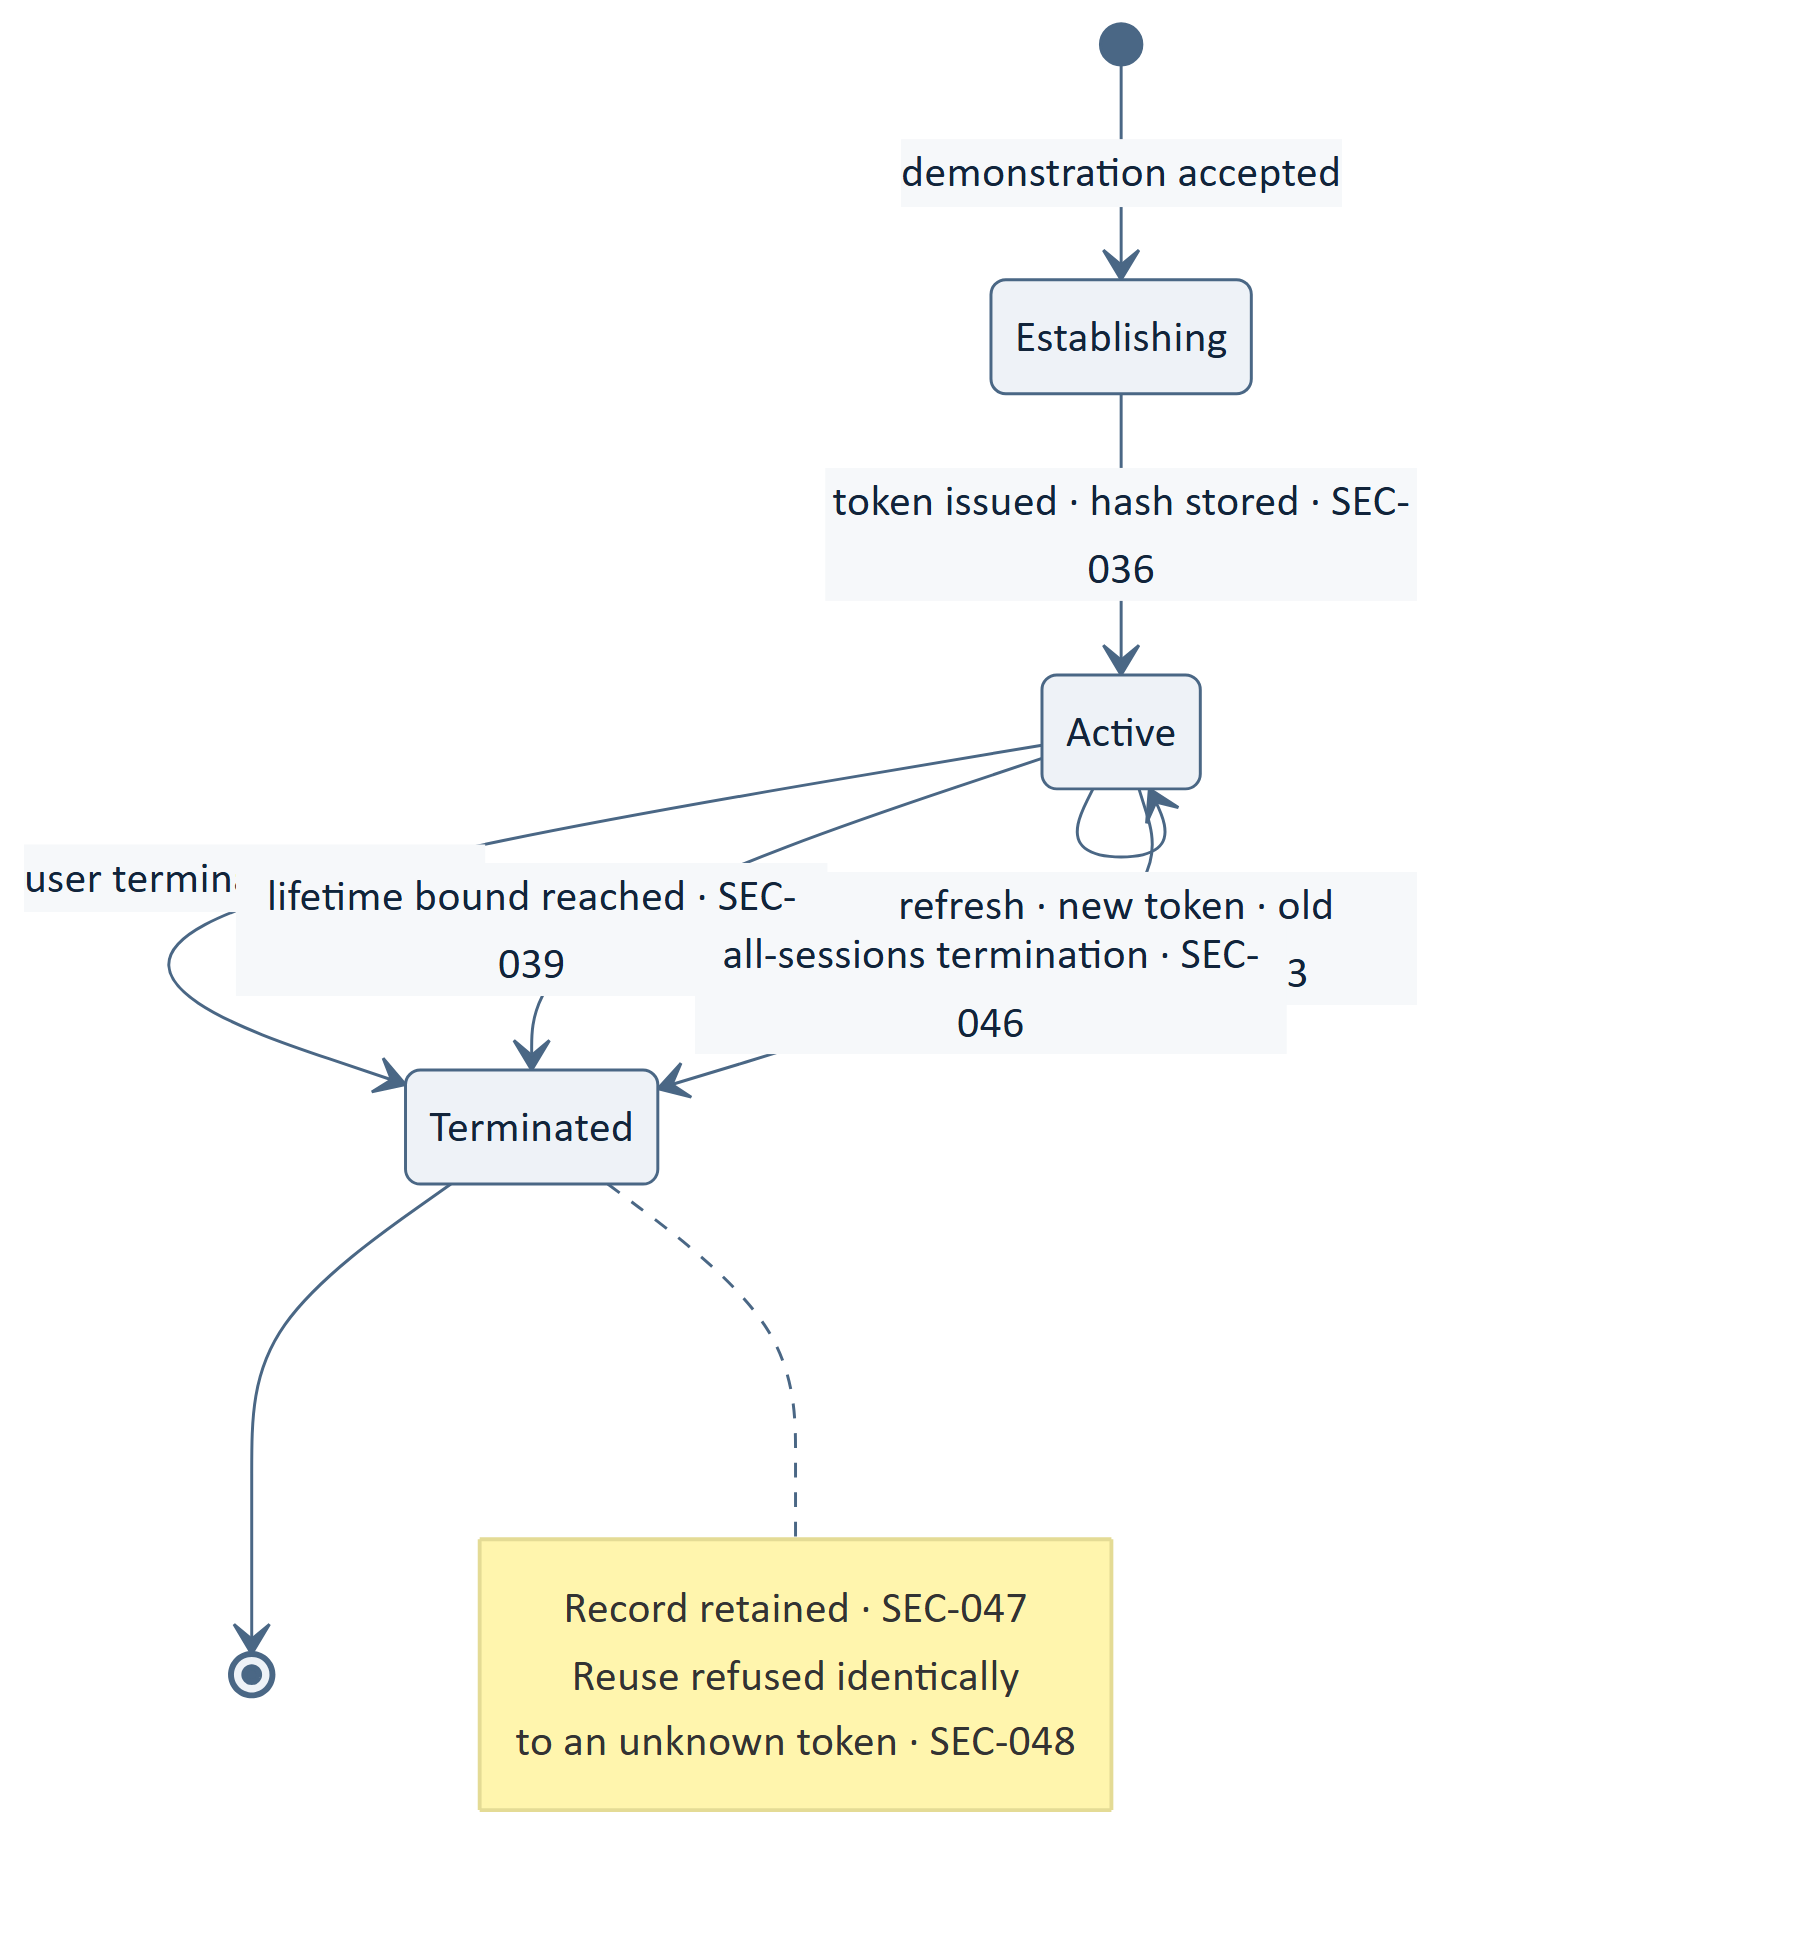 demonstration accepted
Establishing
token issued · hash stored · SEC-
036
Active
user
lifetime bound reached · SEC-
039
refresh · new token · old
3
all-sessions termination · SEC-
046
Terminated
Record retained · SEC-047
Reuse refused identically
to an unknown token · SEC-048